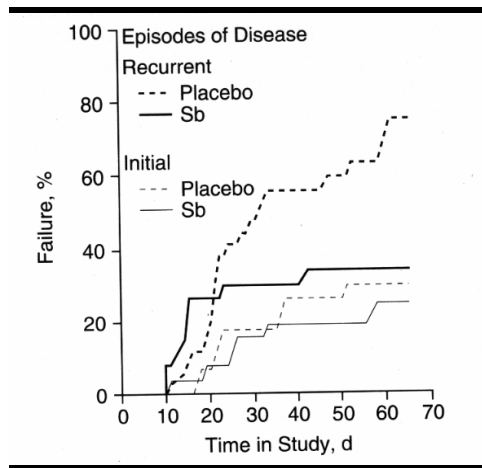 Episodes of Disease
Recurrent
Placebo
Sb
Initial
Placebo
Sb
Failure, %
100
80
60
40
20
0
0 10 20 30 40 50 60 70
Time in Study, d